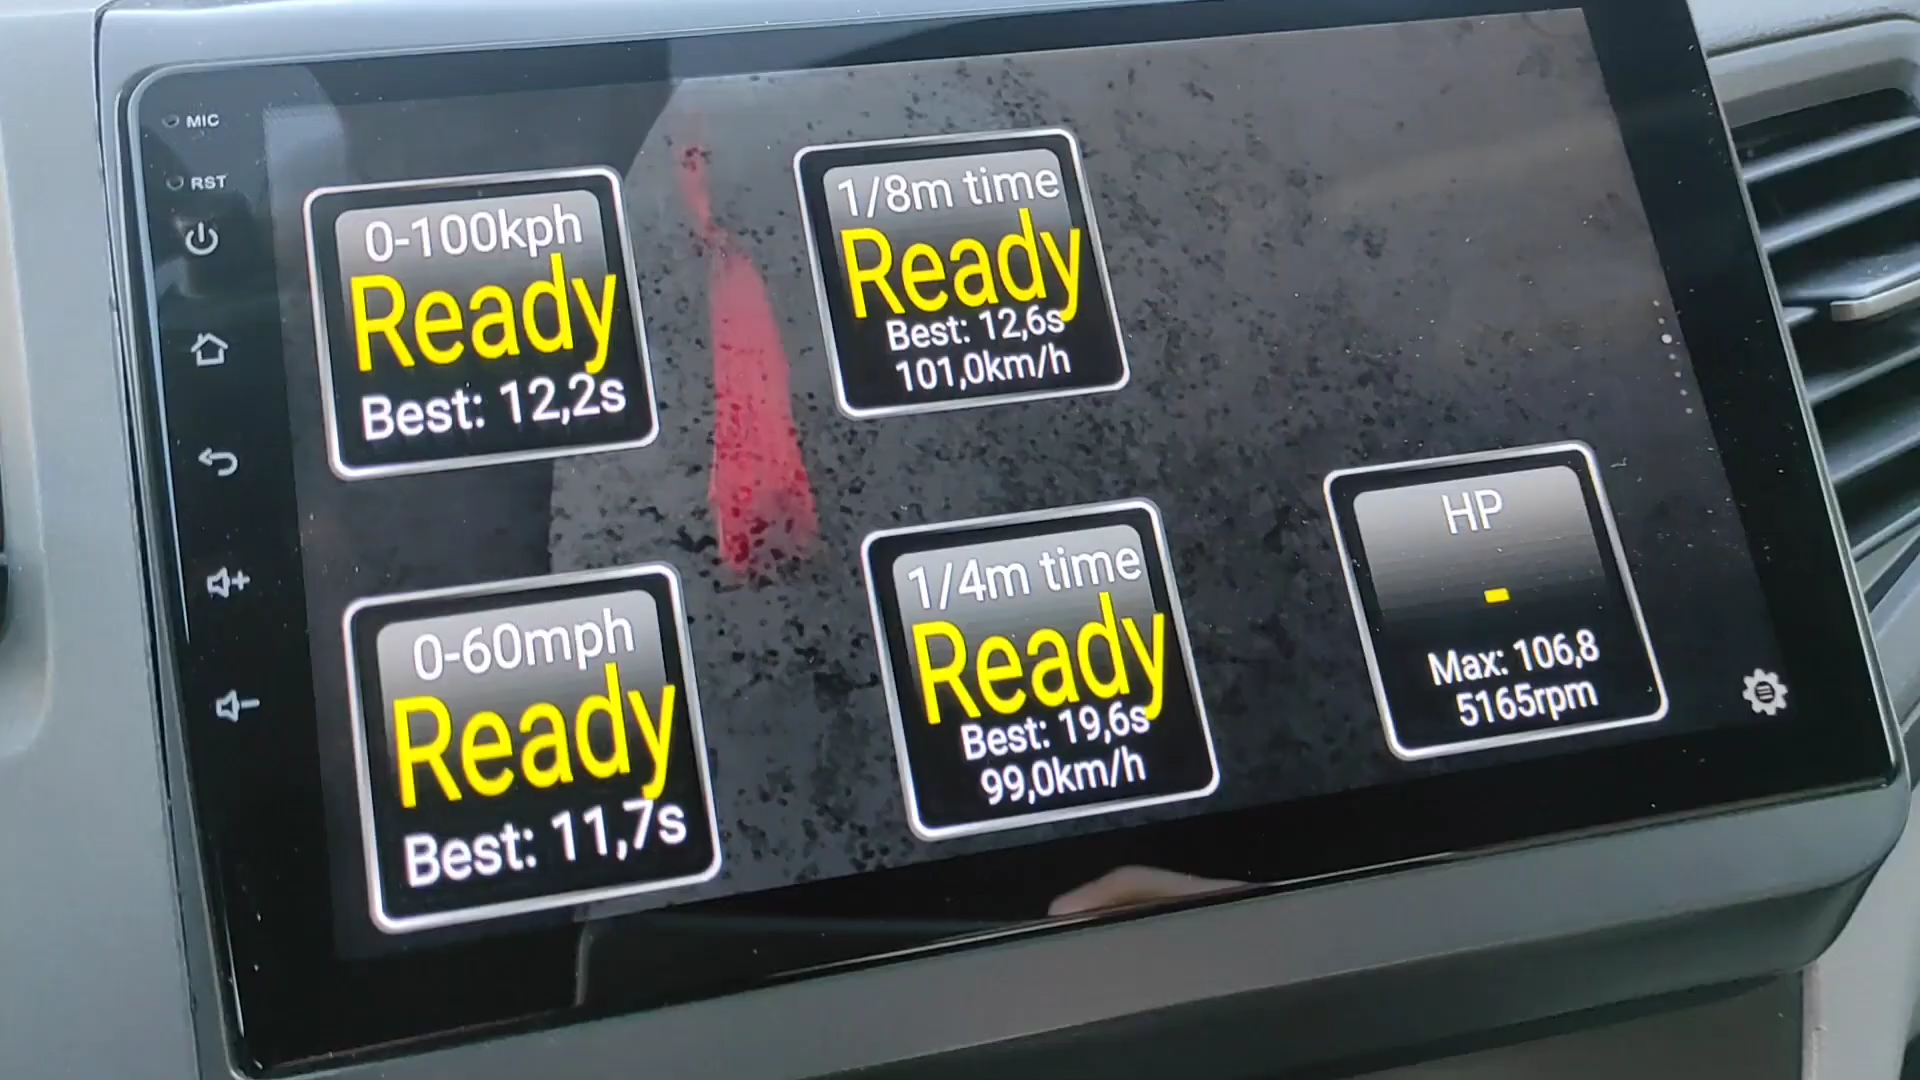 MIC
RST
0-100kph
Ready
Best: 12,2s
1/8m time
Ready
Best: 12,6s
101,0km/h
0-60mph
Ready
Best: 11,7s
1/4m time
Ready
Best: 19,6s
99,0km/h
HP
-
Max: 106,8
5165rpm